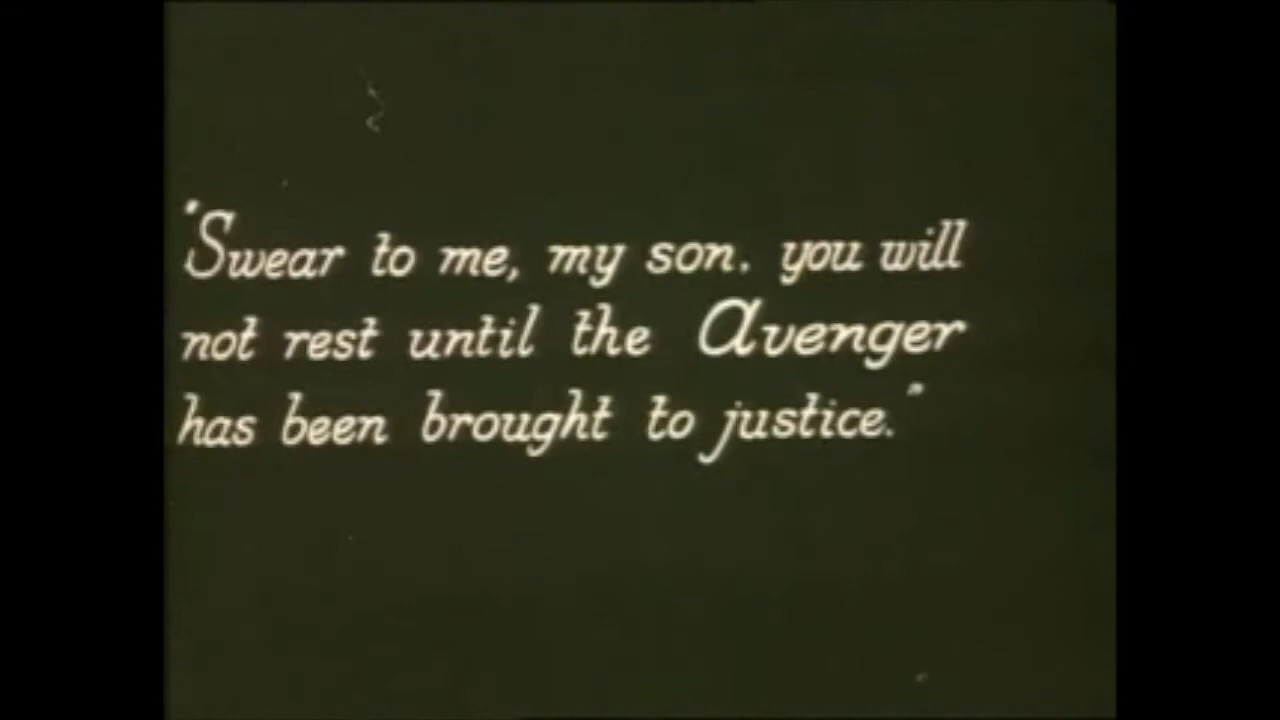 "Swear to me, my son. you will
not rest until the Avenger
has been brought to justice."